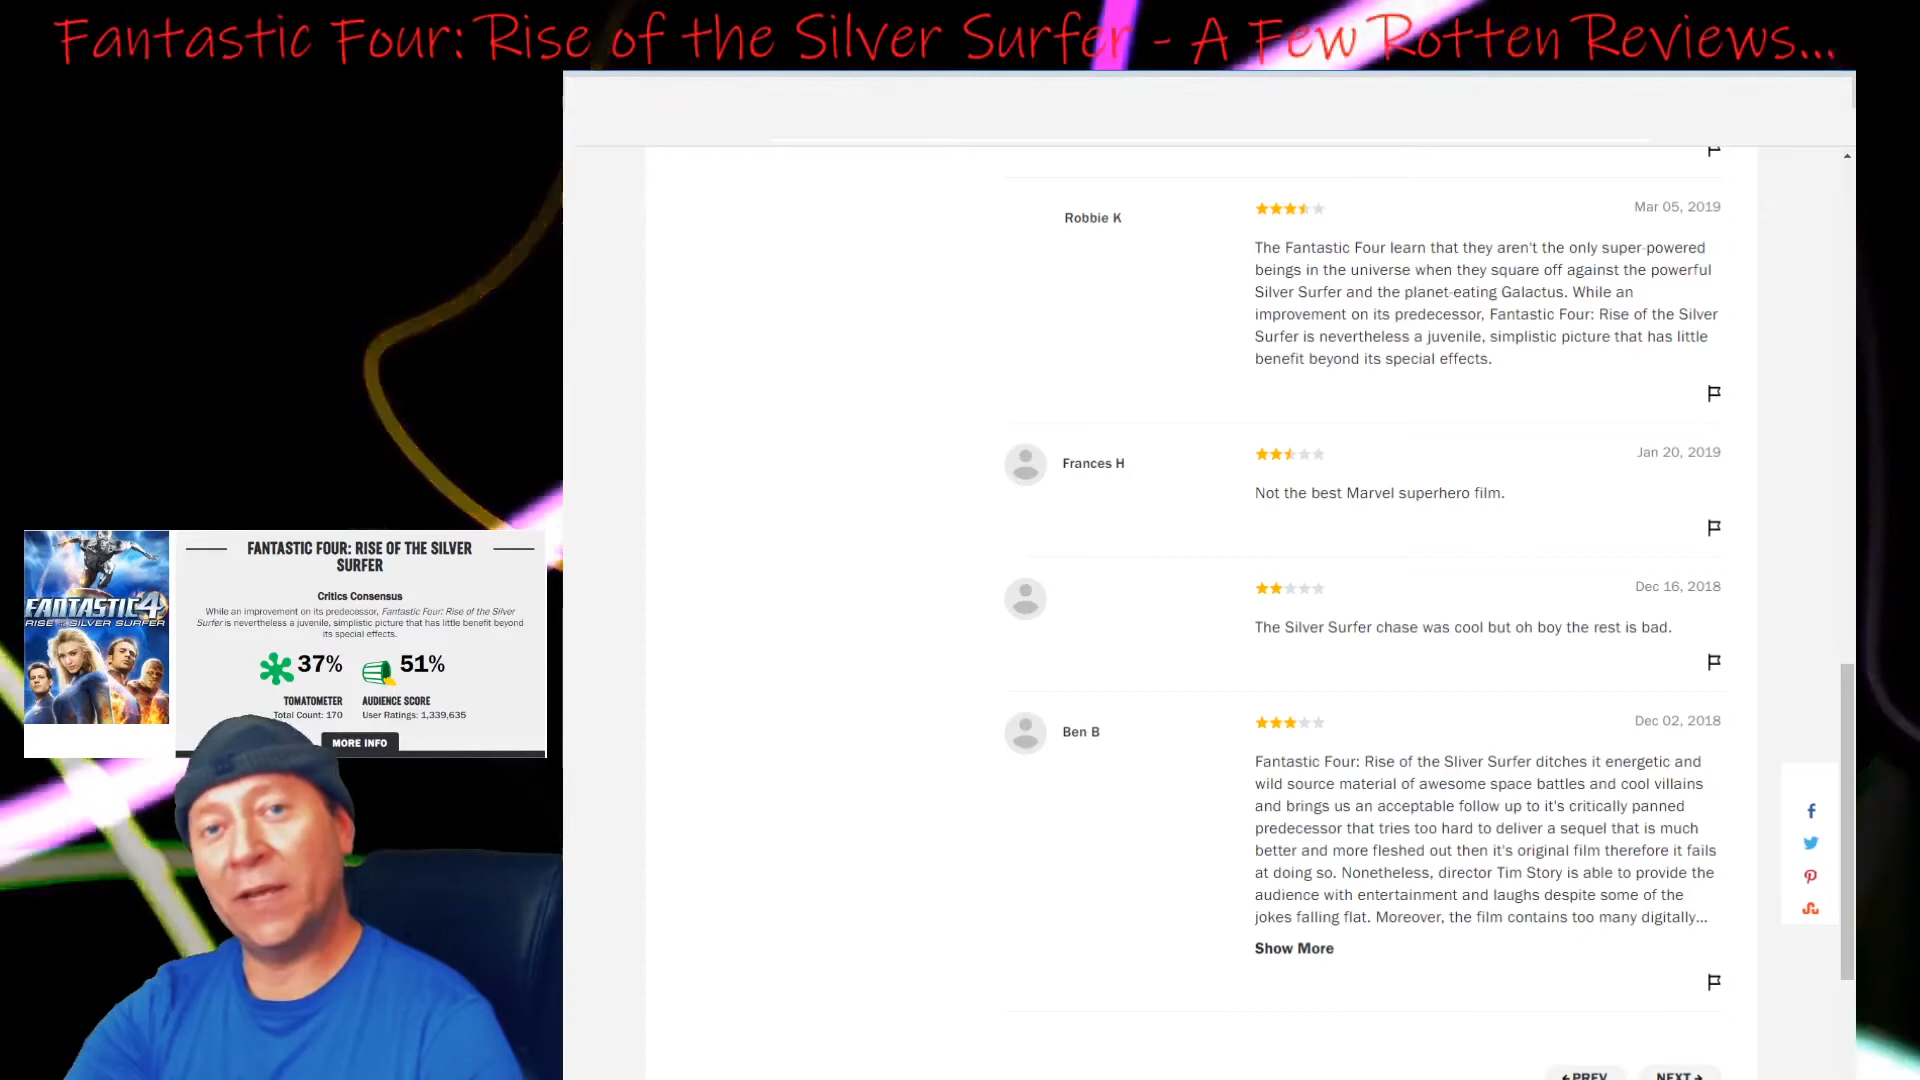 Fantastic Four: Rise of the Silver Surfer - A Few Rotten Reviews...
Robbie K
Mar 05, 2019
The Fantastic Four learn that they aren't the only super-powered
beings in the universe when they square off against the powerful
Silver Surfer and the planet-eating Galactus. While an
improvement on its predecessor, Fantastic Four: Rise of the Silver
Surfer is nevertheless a juvenile, simplistic picture that has little
benefit beyond its special effects.
Frances H
Jan 20, 2019
Not the best Marvel superhero film.
Dec 16, 2018
The Silver Surfer chase was cool but oh boy the rest is bad.
Ben B
Dec 02, 2018
Fantastic Four: Rise of the Sliver Surfer ditches it energetic and
wild source material of awesome space battles and cool villains
and brings us an acceptable follow up to it's critically panned
predecessor that tries too hard to deliver a sequel that is much
better and more fleshed out then it's original film therefore it fails
at doing so. Nonetheless, director Tim Story is able to provide the
audience with entertainment and laughs despite some of the
jokes falling flat. Moreover, the film contains too many digitally...
Show More
PREV
NEXT
FANTASTIC 4
RISE OF THE SILVER SURFER
FANTASTIC FOUR: RISE OF THE SILVER
SURFER
Critics Consensus
While an improvement on its predecessor, Fantastic Four: Rise of the Silver
Surfer is nevertheless a juvenile, simplistic picture that has little benefit beyond
its special effects.
37%
51%
TOMATOMETER
AUDIENCE SCORE
Total Count: 170
User Ratings: 1,339,635
MORE INFO